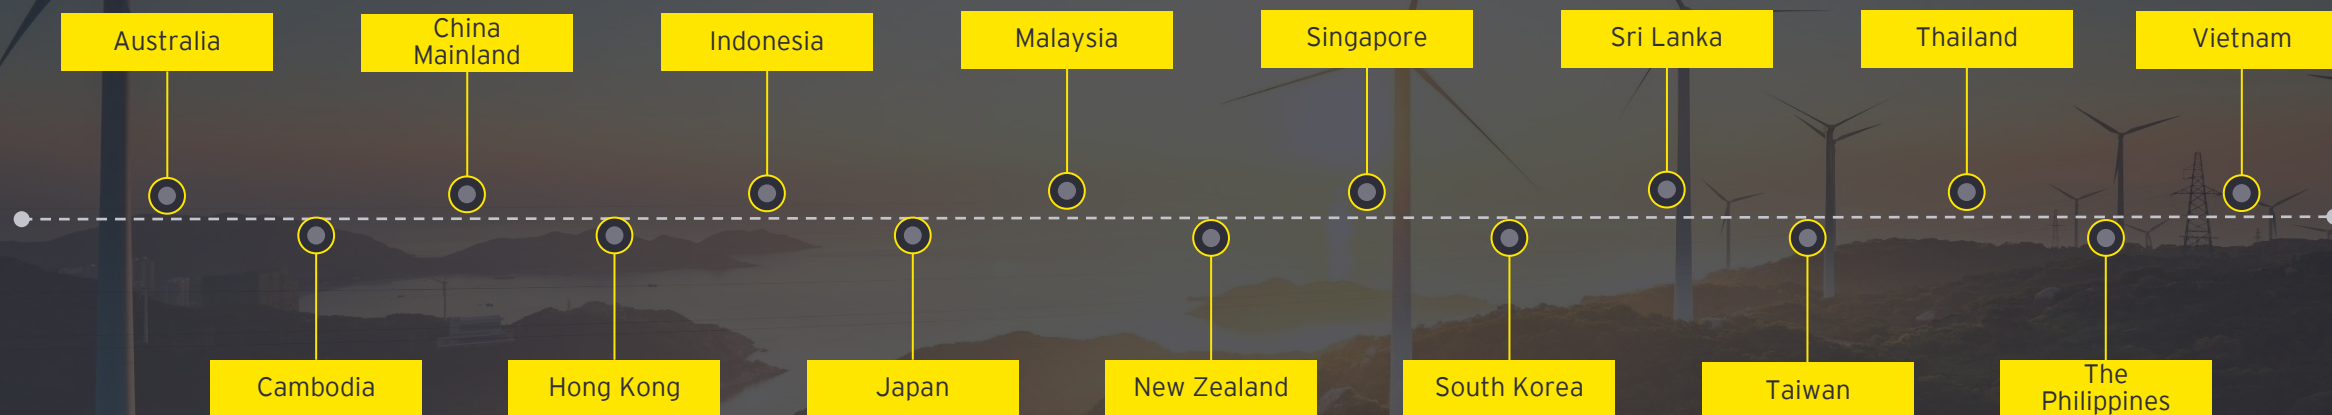 Australia
China
Mainland
Indonesia
Malaysia
Singapore
Sri Lanka
Thailand
Vietnam
Cambodia
Hong Kong
Japan
New Zealand
South Korea
Taiwan
The
Philippines